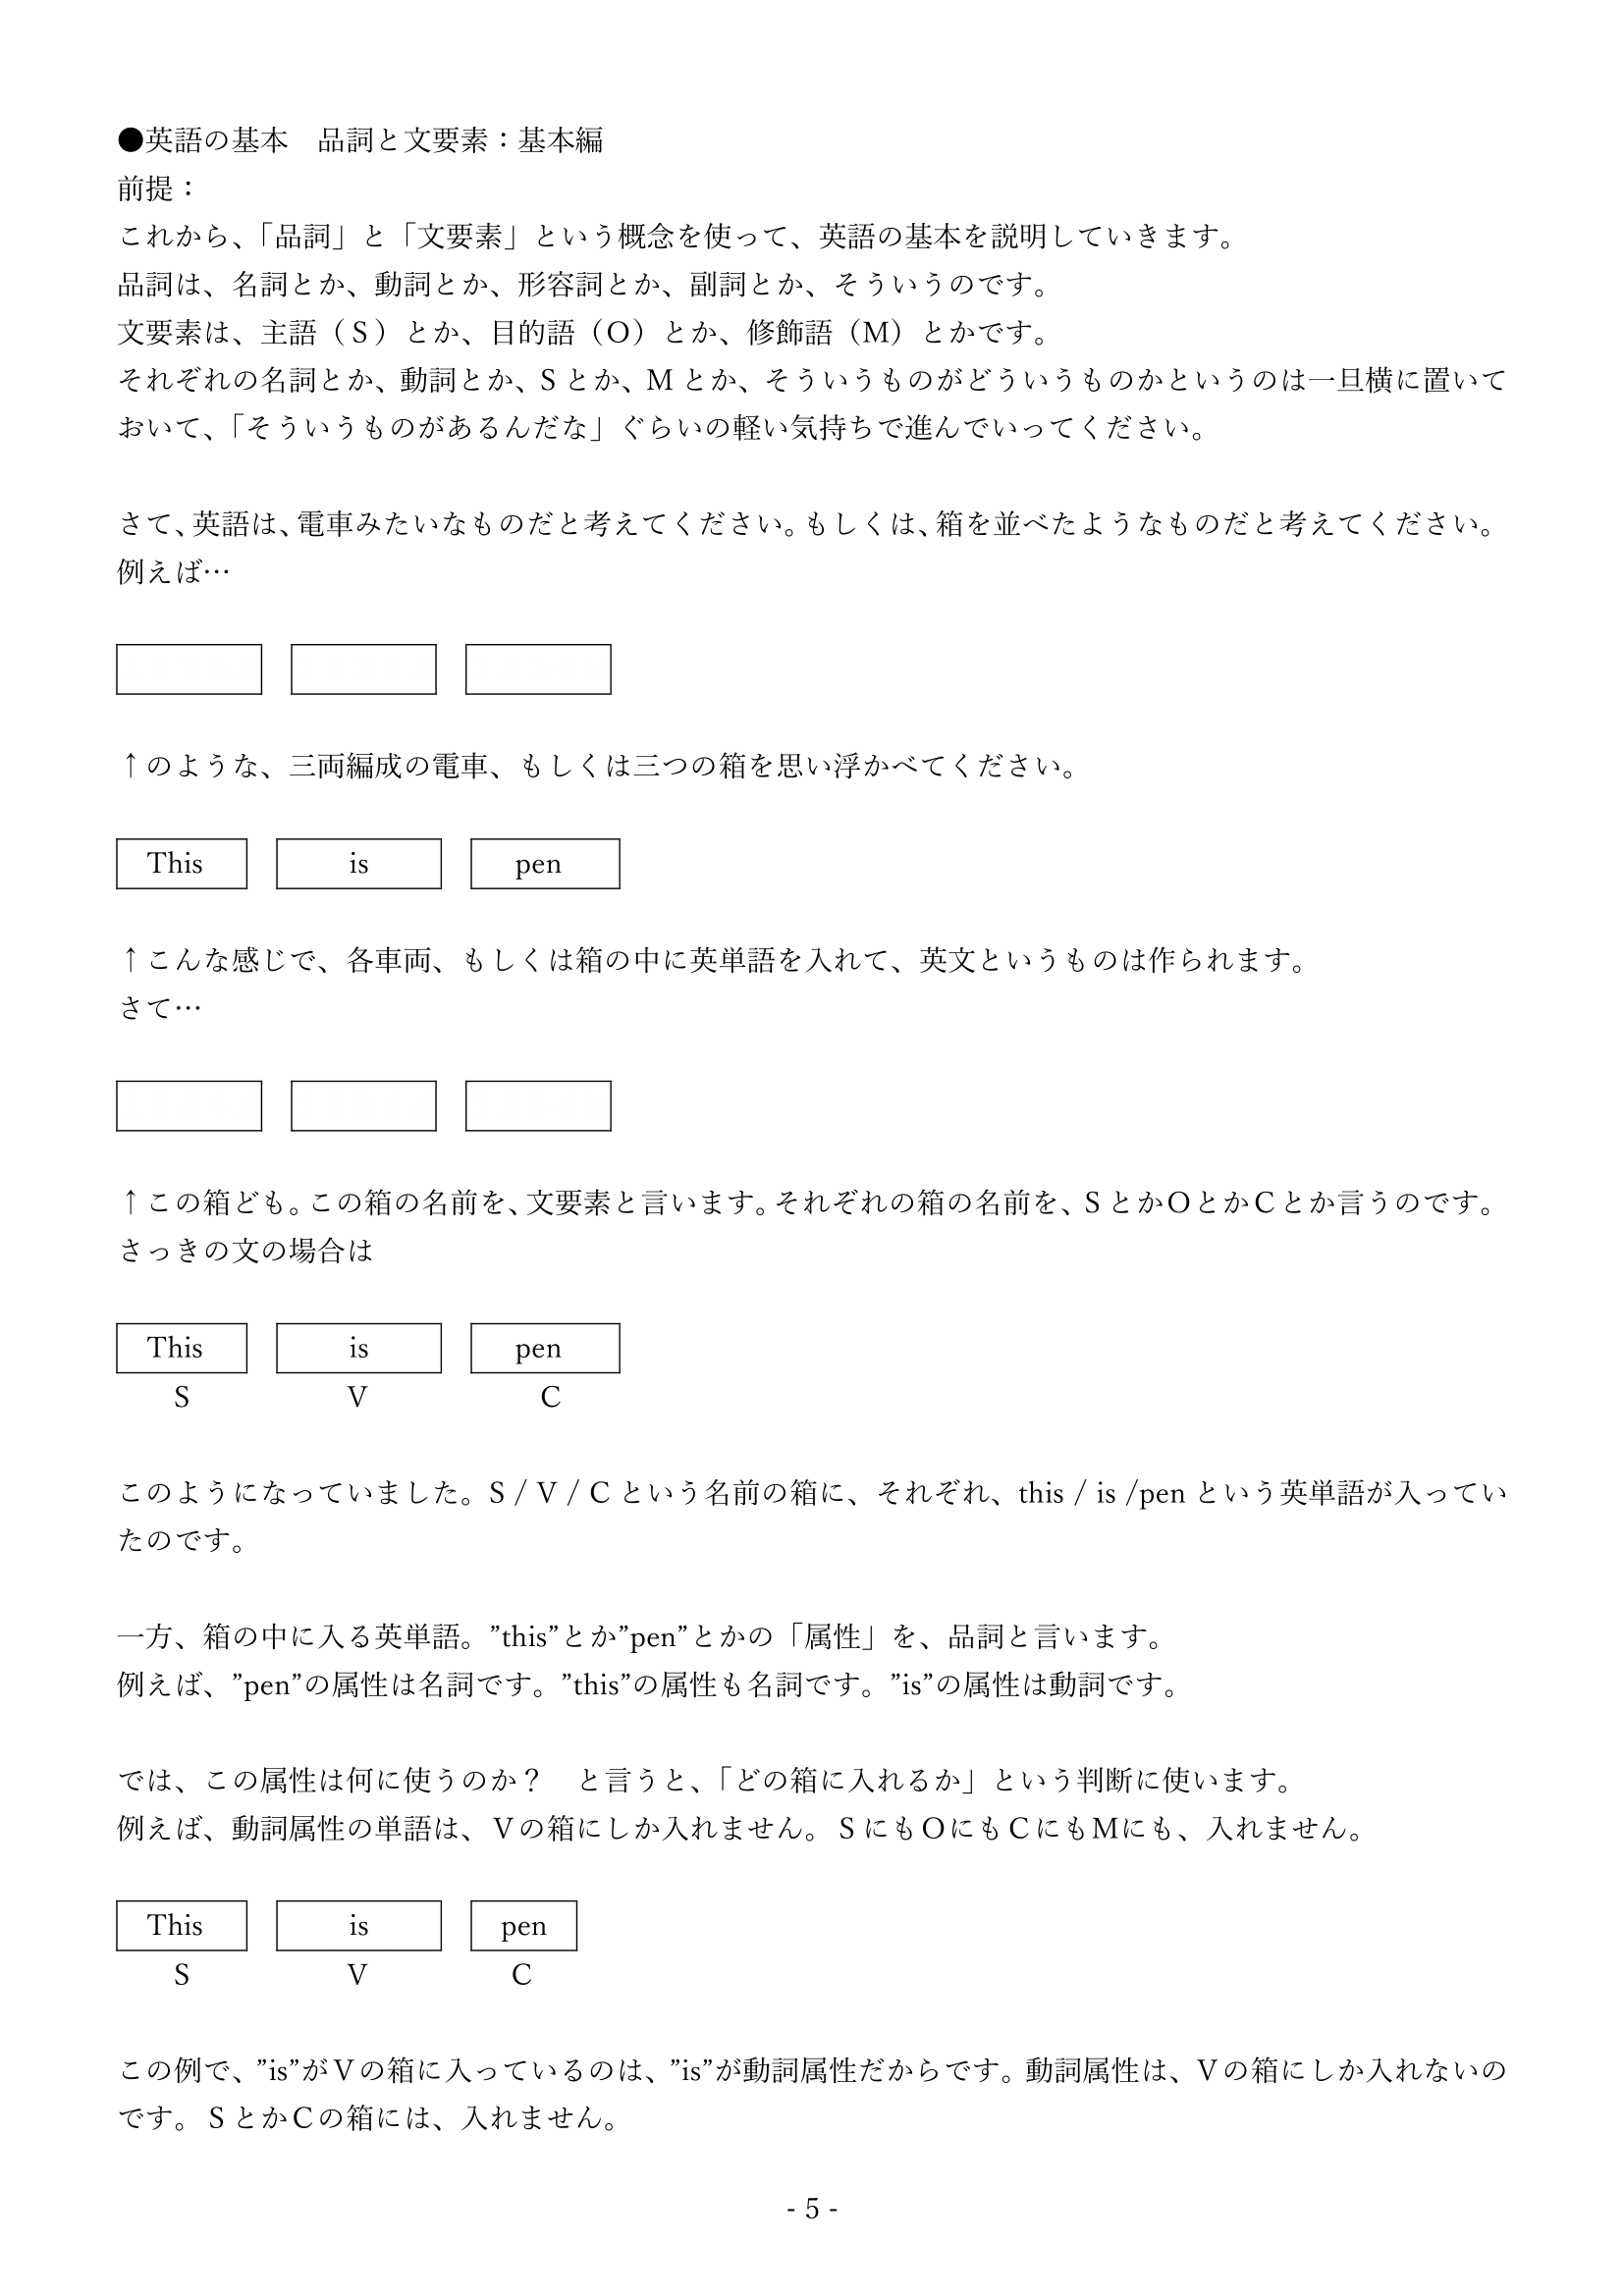 ●英語の基本　品詞と文要素：基本編
前提：
これから、「品詞」と「文要素」という概念を使って、英語の基本を説明していきます。
品詞は、名詞とか、動詞とか、形容詞とか、副詞とか、そういうのです。
文要素は、主語（Ｓ）とか、目的語（Ｏ）とか、修飾語（Ｍ）とかです。
それぞれの名詞とか、動詞とか、S とか、M とか、そういうものがどういうものかというのは一旦横に置いて
おいて、「そういうものがあるんだな」ぐらいの軽い気持ちで進んでいってください。
さて、英語は、電車みたいなものだと考えてください。もしくは、箱を並べたようなものだと考えてください。
例えば…
↑のような、三両編成の電車、もしくは三つの箱を思い浮かべてください。
This is pen
↑こんな感じで、各車両、もしくは箱の中に英単語を入れて、英文というものは作られます。
さて…
↑この箱ども。この箱の名前を、文要素と言います。それぞれの箱の名前を、ＳとかＯとかＣとか言うのです。
さっきの文の場合は
This is pen
S V C
このようになっていました。S / V / C という名前の箱に、それぞれ、this / is /pen という英単語が入ってい
たのです。
一方、箱の中に入る英単語。”this”とか”pen”とかの「属性」を、品詞と言います。
例えば、”pen”の属性は名詞です。”this”の属性も名詞です。”is”の属性は動詞です。
では、この属性は何に使うのか？　と言うと、「どの箱に入れるか」という判断に使います。
例えば、動詞属性の単語は、Ｖの箱にしか入れません。ＳにもＯにもＣにもＭにも、入れません。
This is pen
S V C
この例で、”is”がＶの箱に入っているのは、”is”が動詞属性だからです。動詞属性は、Ｖの箱にしか入れないの
です。ＳとかＣの箱には、入れません。
- 5 -